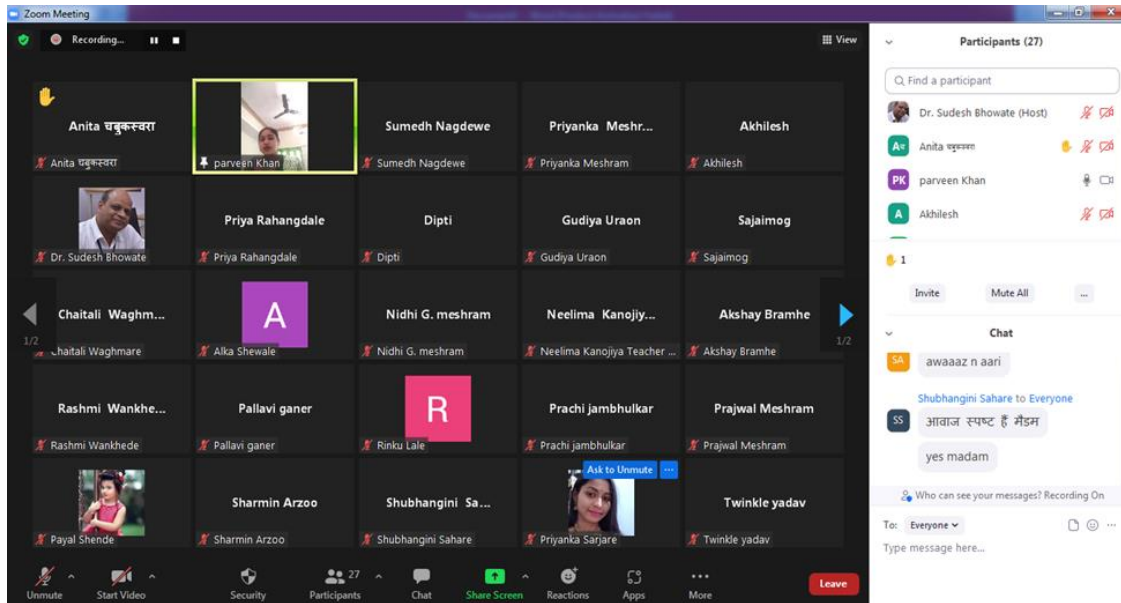 Zoom Meeting
Recording...
View
Anita चबुकस्वरा
Anita चबुकस्वरा
parveen Khan
Sumedh Nagdewe
Sumedh Nagdewe
Priyanka Meshr...
Priyanka Meshram
Akhilesh
Akhilesh
Dr. Sudesh Bhowate
Priya Rahangdale
Priya Rahangdale
Dipti
Dipti
Gudiya Uraon
Gudiya Uraon
Sajaimog
Sajaimog
1/2
Chaitali Waghm...
Chaitali Waghmare
A
Alka Shewale
Nidhi G. meshram
Nidhi G. meshram
Neelima Kanojiy...
Neelima Kanojiya Teacher ...
Akshay Bramhe
Akshay Bramhe
1/2
Rashmi Wankhe...
Rashmi Wankhede
Pallavi ganer
Pallavi ganer
R
Rinku Lale
Prachi jambhulkar
Prachi jambhulkar
Prajwal Meshram
Prajwal Meshram
Payal Shende
Sharmin Arzoo
Sharmin Arzoo
Shubhangini Sa...
Shubhangini Sahare
Ask to Unmute ...
Priyanka Sarjare
Twinkle yadav
Twinkle yadav
Unmute
Start Video
Security
27
Participants
Chat
Share Screen
Reactions
Apps
More
Leave
Participants (27)
Find a participant
Dr. Sudesh Bhowate (Host)
Anita चबुकस्वरा
PK parveen Khan
A Akhilesh
1
Invite
Mute All
...
Chat
SA awaaaz n aari
Shubhangini Sahare to Everyone
SS आवाज स्पष्ट हैं मैडम
yes madam
Who can see your messages? Recording On
To: Everyone
Type message here...